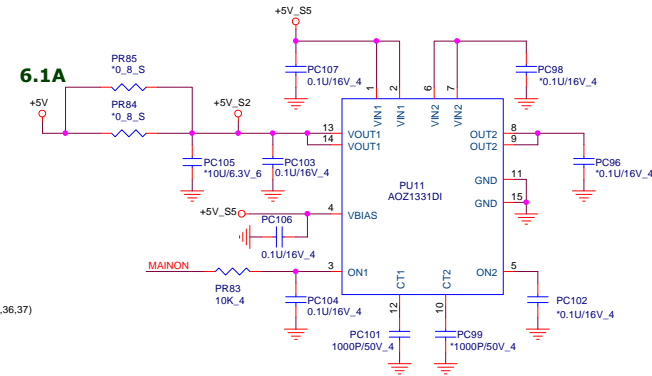 +5V_S5
6.1A
PR85
*0_8_S
PC107
0.1U/16V_4
PC98
*0.1U/16V_4
1
2
6
7
VIN1
VIN1
VIN2
VIN2
+5V
PR84
*0_8_S
+5V_S2
13
VOUT1
14
VOUT1
8
OUT2
9
OUT2
PC105
*10U/6.3V_6
PC103
0.1U/16V_4
PC96
*0.1U/16V_4
PU11
AOZ1331DI
11
GND
15
GND
+5V_S5
4
VBIAS
PC106
0.1U/16V_4
MAINON
3
ON1
5
ON2
PR83
10K_4
CT1
CT2
12
10
PC104
0.1U/16V_4
PC102
*0.1U/16V_4
,36,37)
PC101
1000P/50V_4
PC99
*1000P/50V_4